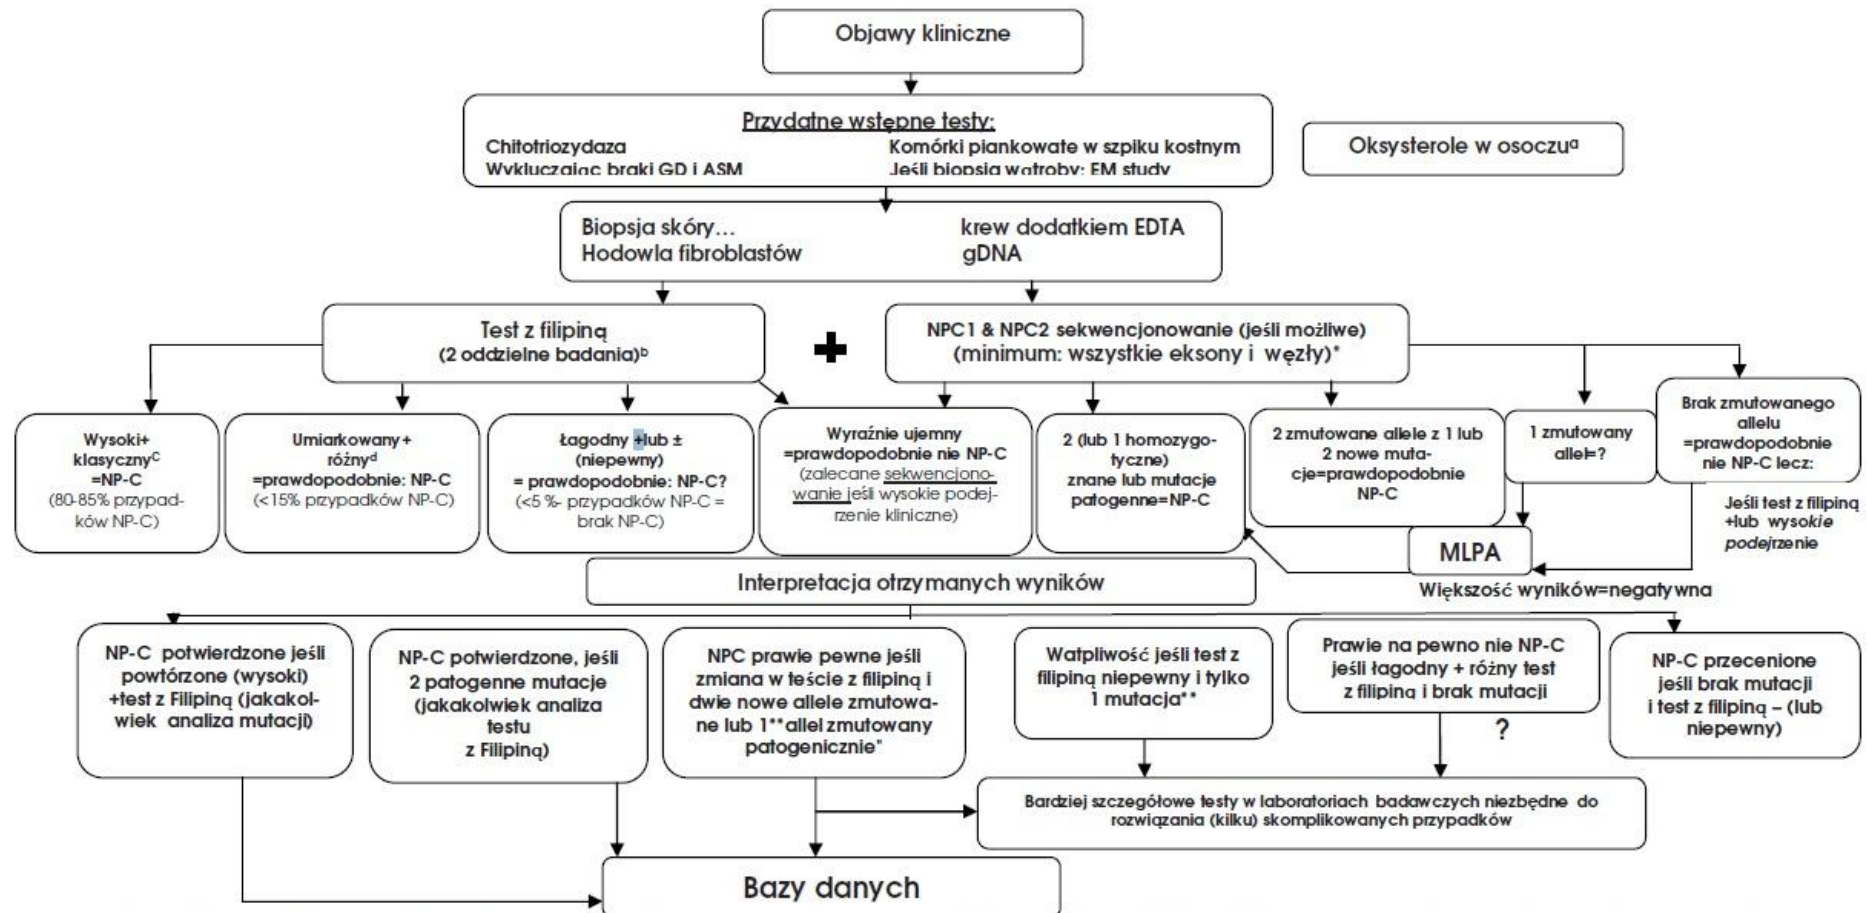 Objawy kliniczne
Przydatne wstępne testy:
Chitotriozydaza
Wykluczając braki GD i ASM
Komórki piankowate w szpiku kostnym
Jeśli biopsja wątroby: EM study
Oksysterole w osoczuᵃ
Biopsja skóry...
Hodowla fibroblastów
krew dodatkiem EDTA
gDNA
Test z filipiną
(2 oddzielne badania)ᵇ
+
NPC1 & NPC2 sekwencjonowanie (jeśli możliwe)
(minimum: wszystkie eksony i węzły)*
Wysoki+
klasycznyᶜ
=NP-C
(80-85% przypad-
ków NP-C)
Umiarkowany+
różnyᵈ
=prawdopodobnie: NP-C
(<15% przypadków NP-C)
Łagodny +lub ±
(niepewny)
= prawdopodobnie: NP-C?
(<5 %- przypadków NP-C =
brak NP-C)
Wyraźnie ujemny
=prawdopodobnie nie NP-C
(zalecane sekwencjono-
wanie jeśli wysokie podej-
rzenie kliniczne)
2 (lub 1 homozygo-
tyczne)
znane lub mutacje
patogenne=NP-C
2 zmutowane allele z 1 lub
2 nowe muta-
cje=prawdopodobnie
NP-C
1 zmutowany
allel=?
Brak zmutowanego
allelu
=prawdopodobnie
nie NP-C lecz:
Jeśli test z filipiną
+lub wysokie
podejrzenie
MLPA
Większość wyników=negatywna
Interpretacja otrzymanych wyników
NP-C potwierdzone jeśli
powtórzone (wysoki)
+test z Filipiną (jakakol-
wiek analiza mutacji)
NP-C potwierdzone, jeśli
2 patogenne mutacje
(jakakolwiek analiza
testu
z Filipiną)
NPC prawie pewne jeśli
zmiana w teście z filipiną i
dwie nowe allele zmutowa-
ne lub 1**allel zmutowany
patogenicznie"
Watpliwość jeśli test z
filipiną niepewny i tylko
1 mutacja**
Prawie na pewno nie NP-C
jeśli łagodny + różny test
z filipiną i brak mutacji
?
NP-C przecenione
jeśli brak mutacji
i test z filipiną – (lub
niepewny)
Bardziej szczegółowe testy w laboratoriach badawczych niezbędne do
rozwiązania (kilku) skomplikowanych przypadków
Bazy danych